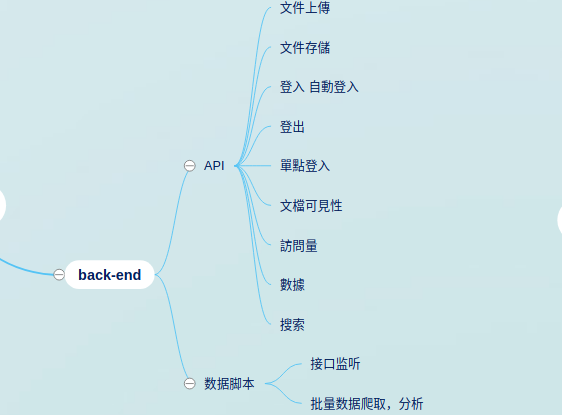 文件上傳
文件存儲
登入 自動登入
登出
API
單點登入
文檔可見性
訪問量
back-end
數據
搜索
数据脚本
接口监听
批量数据爬取，分析